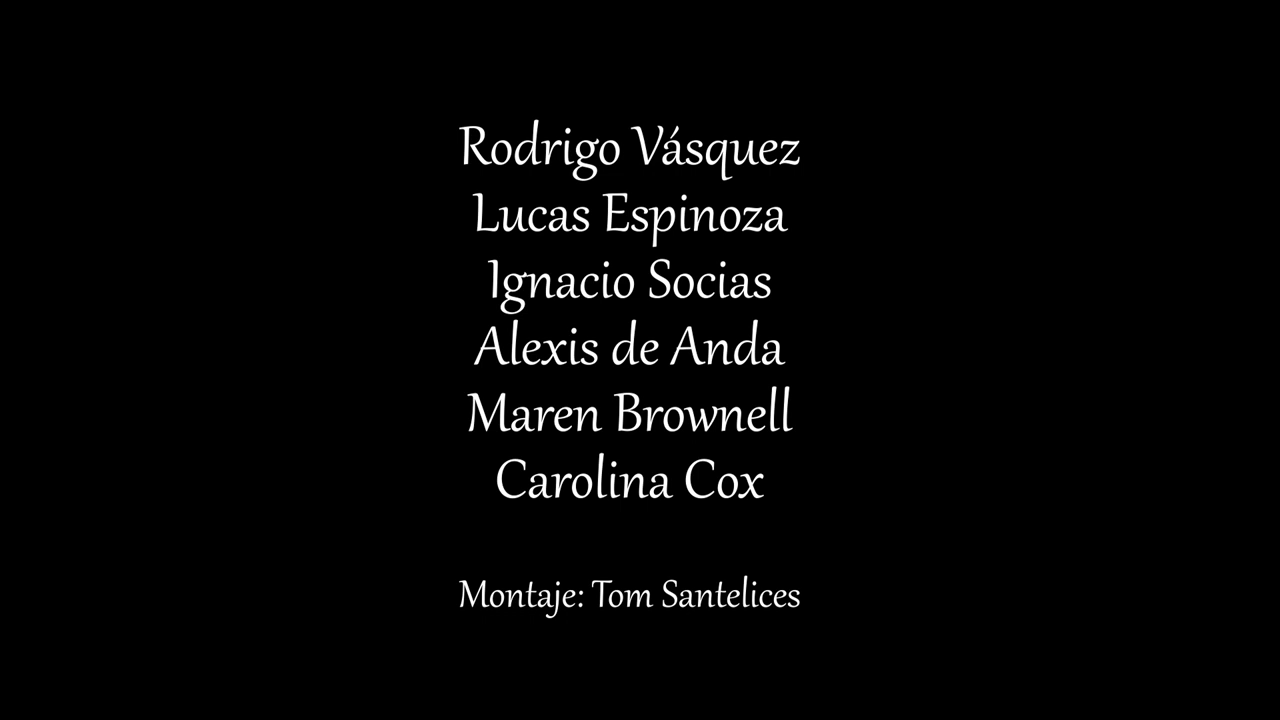 Rodrigo Vásquez
Lucas Espinoza
Ignacio Socias
Alexis de Anda
Maren Brownell
Carolina Cox
Montaje: Tom Santelices